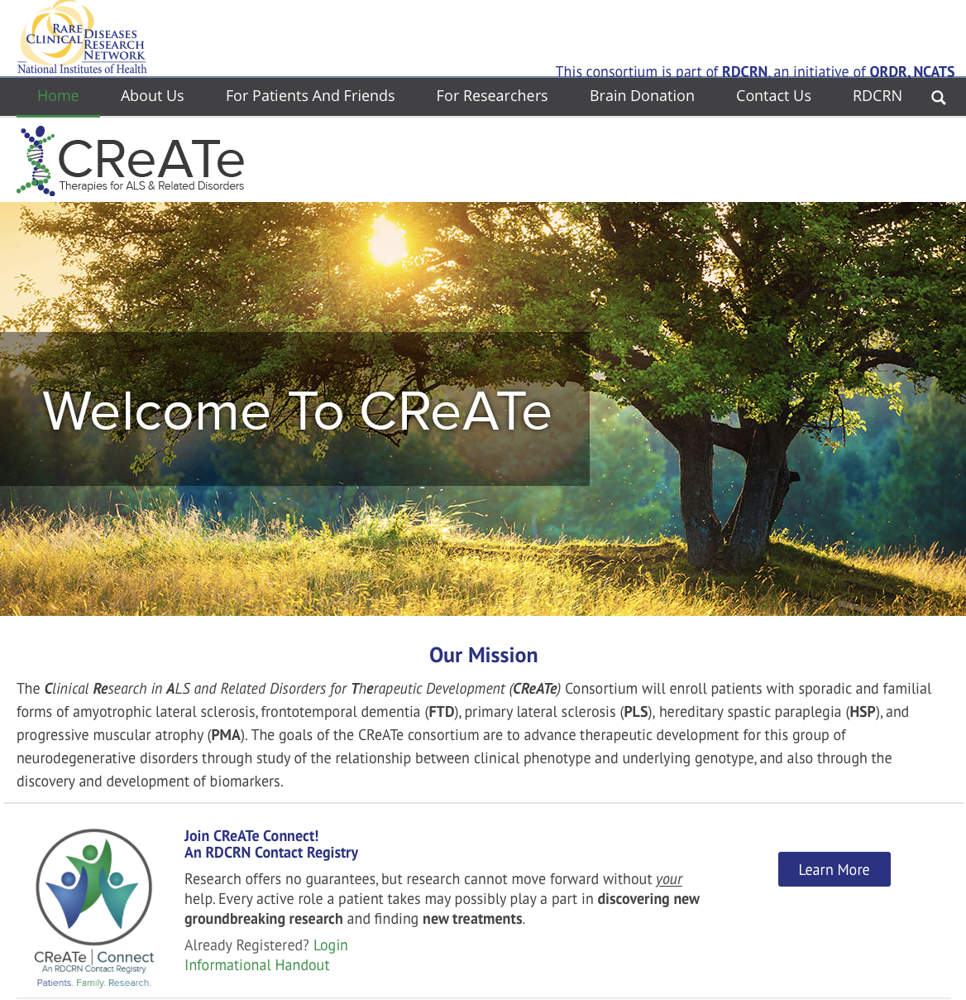 RARE
CLINICAL DISEASES
RESEARCH
NETWORK
National Institutes of Health
This consortium is part of RDCRN, an initiative of ORDR, NCATS
Home About Us For Patients And Friends For Researchers Brain Donation Contact Us RDCRN
CReATe
Therapies for ALS & Related Disorders
Welcome To CReATe
Our Mission
The Clinical Research in ALS and Related Disorders for Therapeutic Development (CReATe) Consortium will enroll patients with sporadic and familial
forms of amyotrophic lateral sclerosis, frontotemporal dementia (FTD), primary lateral sclerosis (PLS), hereditary spastic paraplegia (HSP), and
progressive muscular atrophy (PMA). The goals of the CReATe consortium are to advance therapeutic development for this group of
neurodegenerative disorders through study of the relationship between clinical phenotype and underlying genotype, and also through the
discovery and development of biomarkers.
CReATe | Connect
An RDCRN Contact Registry
Patients. Family. Research.
Join CReATe Connect!
An RDCRN Contact Registry
Research offers no guarantees, but research cannot move forward without your
help. Every active role a patient takes may possibly play a part in discovering new
groundbreaking research and finding new treatments.
Already Registered? Login
Informational Handout
Learn More